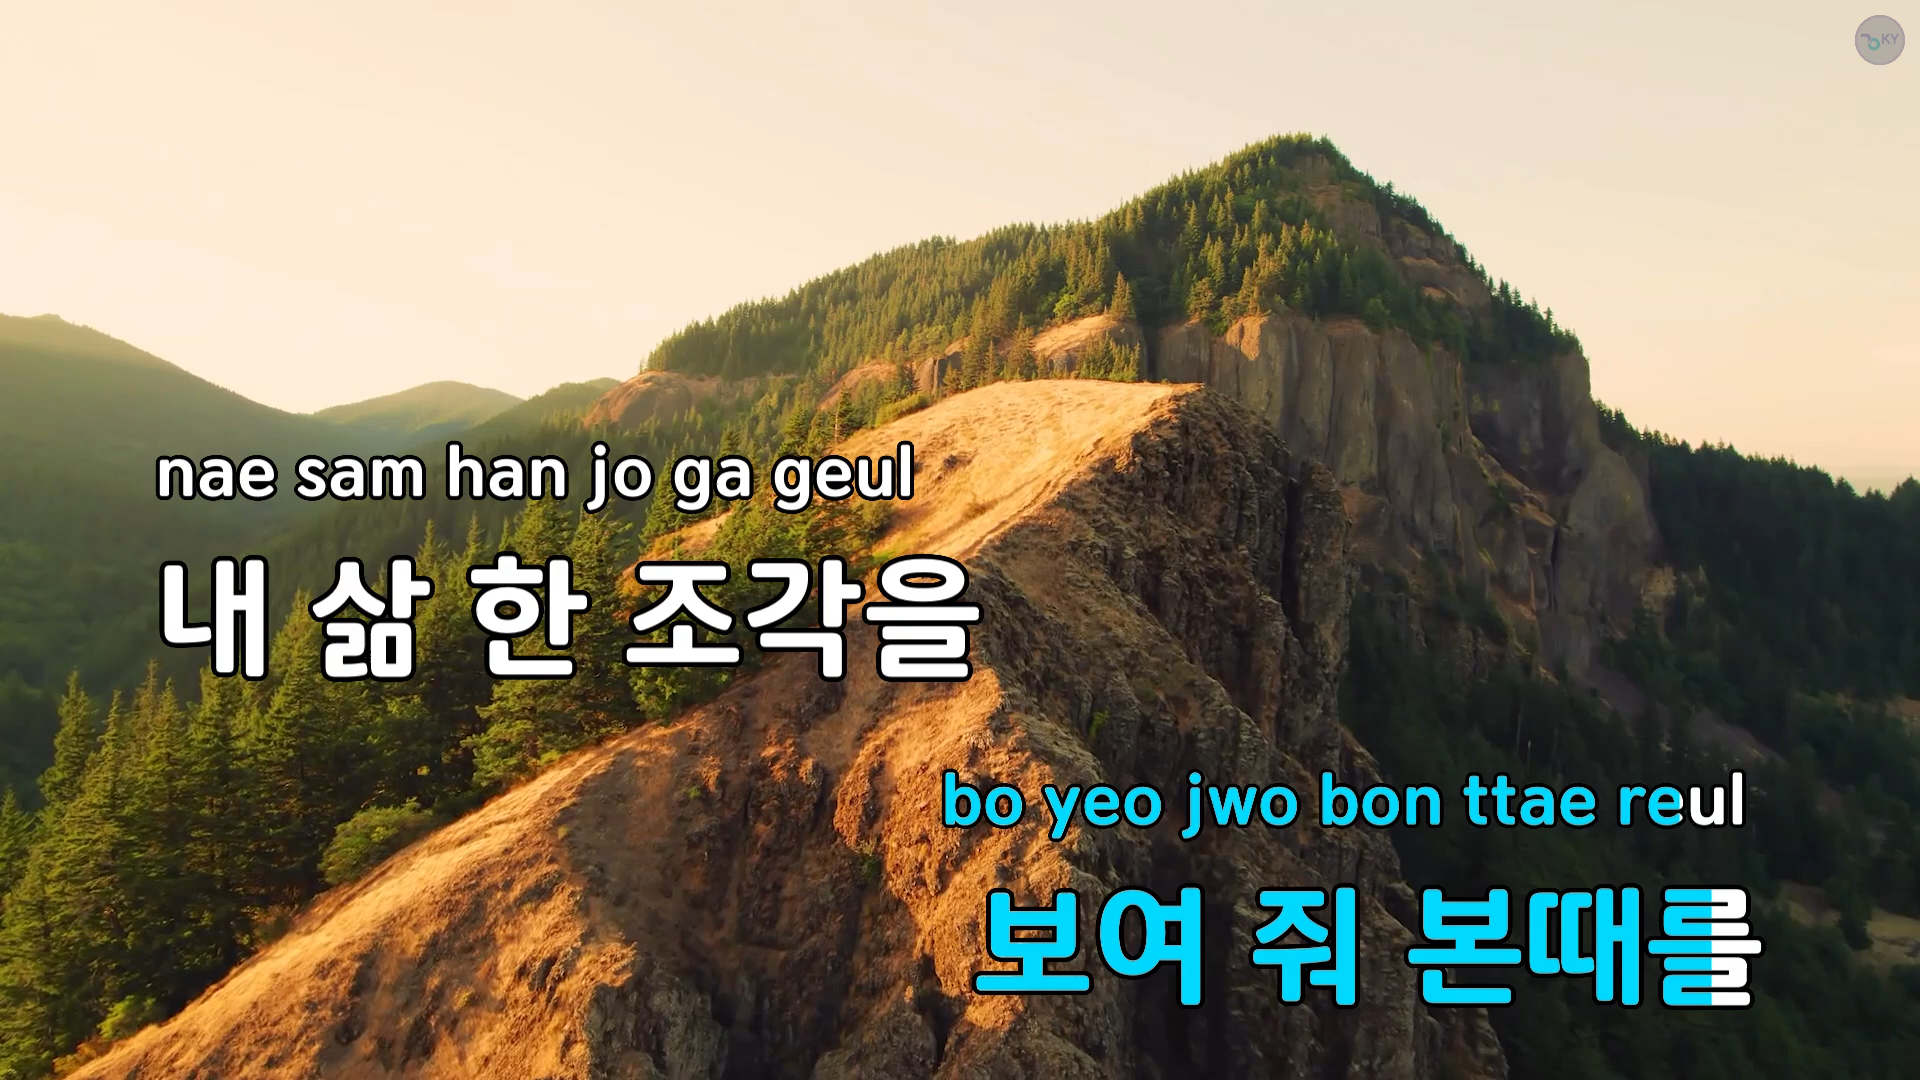 KY
nae sam han jo ga geul
내 삶 한 조각을
bo yeo jwo bon ttae reul
보여 줘 본때를